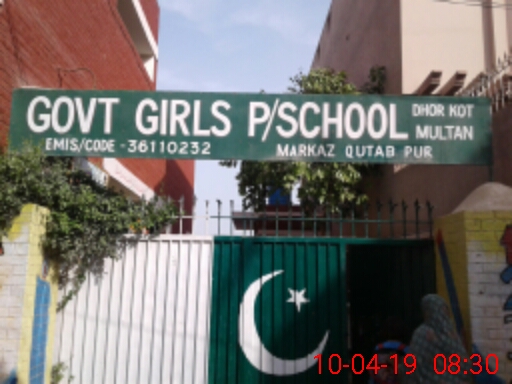 GOVT GIRLS P/SCHOOL DHOR KOT MULTAN
EMIS/CODE - 36110232 MARKAZ QUTAB PUR
10-04-19 08:30